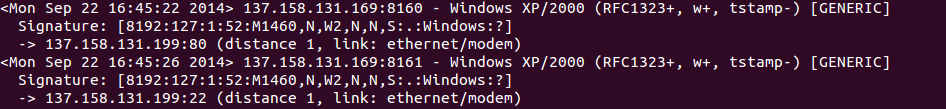 <Mon Sep 22 16:45:22 2014> 137.158.131.169:8160 - Windows XP/2000 (RFC1323+, w+, tstamp-) [GENERIC]
Signature: [8192:127:1:52:M1460,N,W2,N,N,S:.:Windows:?]
-> 137.158.131.199:80 (distance 1, link: ethernet/modem)
<Mon Sep 22 16:45:26 2014> 137.158.131.169:8161 - Windows XP/2000 (RFC1323+, w+, tstamp-) [GENERIC]
Signature: [8192:127:1:52:M1460,N,W2,N,N,S:.:Windows:?]
-> 137.158.131.199:22 (distance 1, link: ethernet/modem)